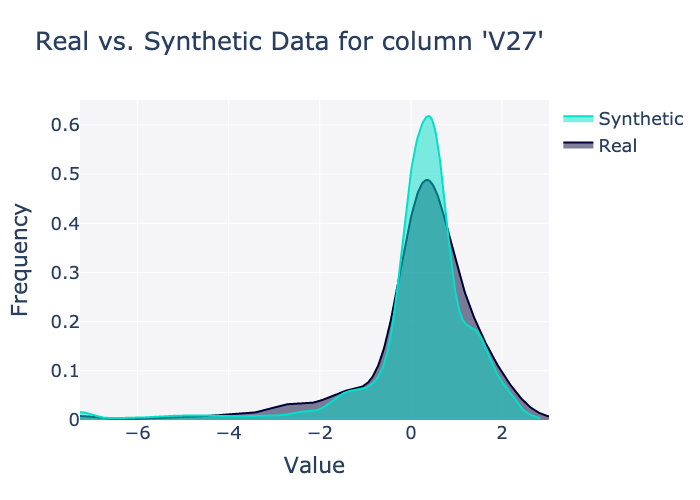 Real vs. Synthetic Data for column 'V27'
Synthetic
Real
Frequency
0.6
0.5
0.4
0.3
0.2
0.1
0
−6
−4
−2
0
2
Value